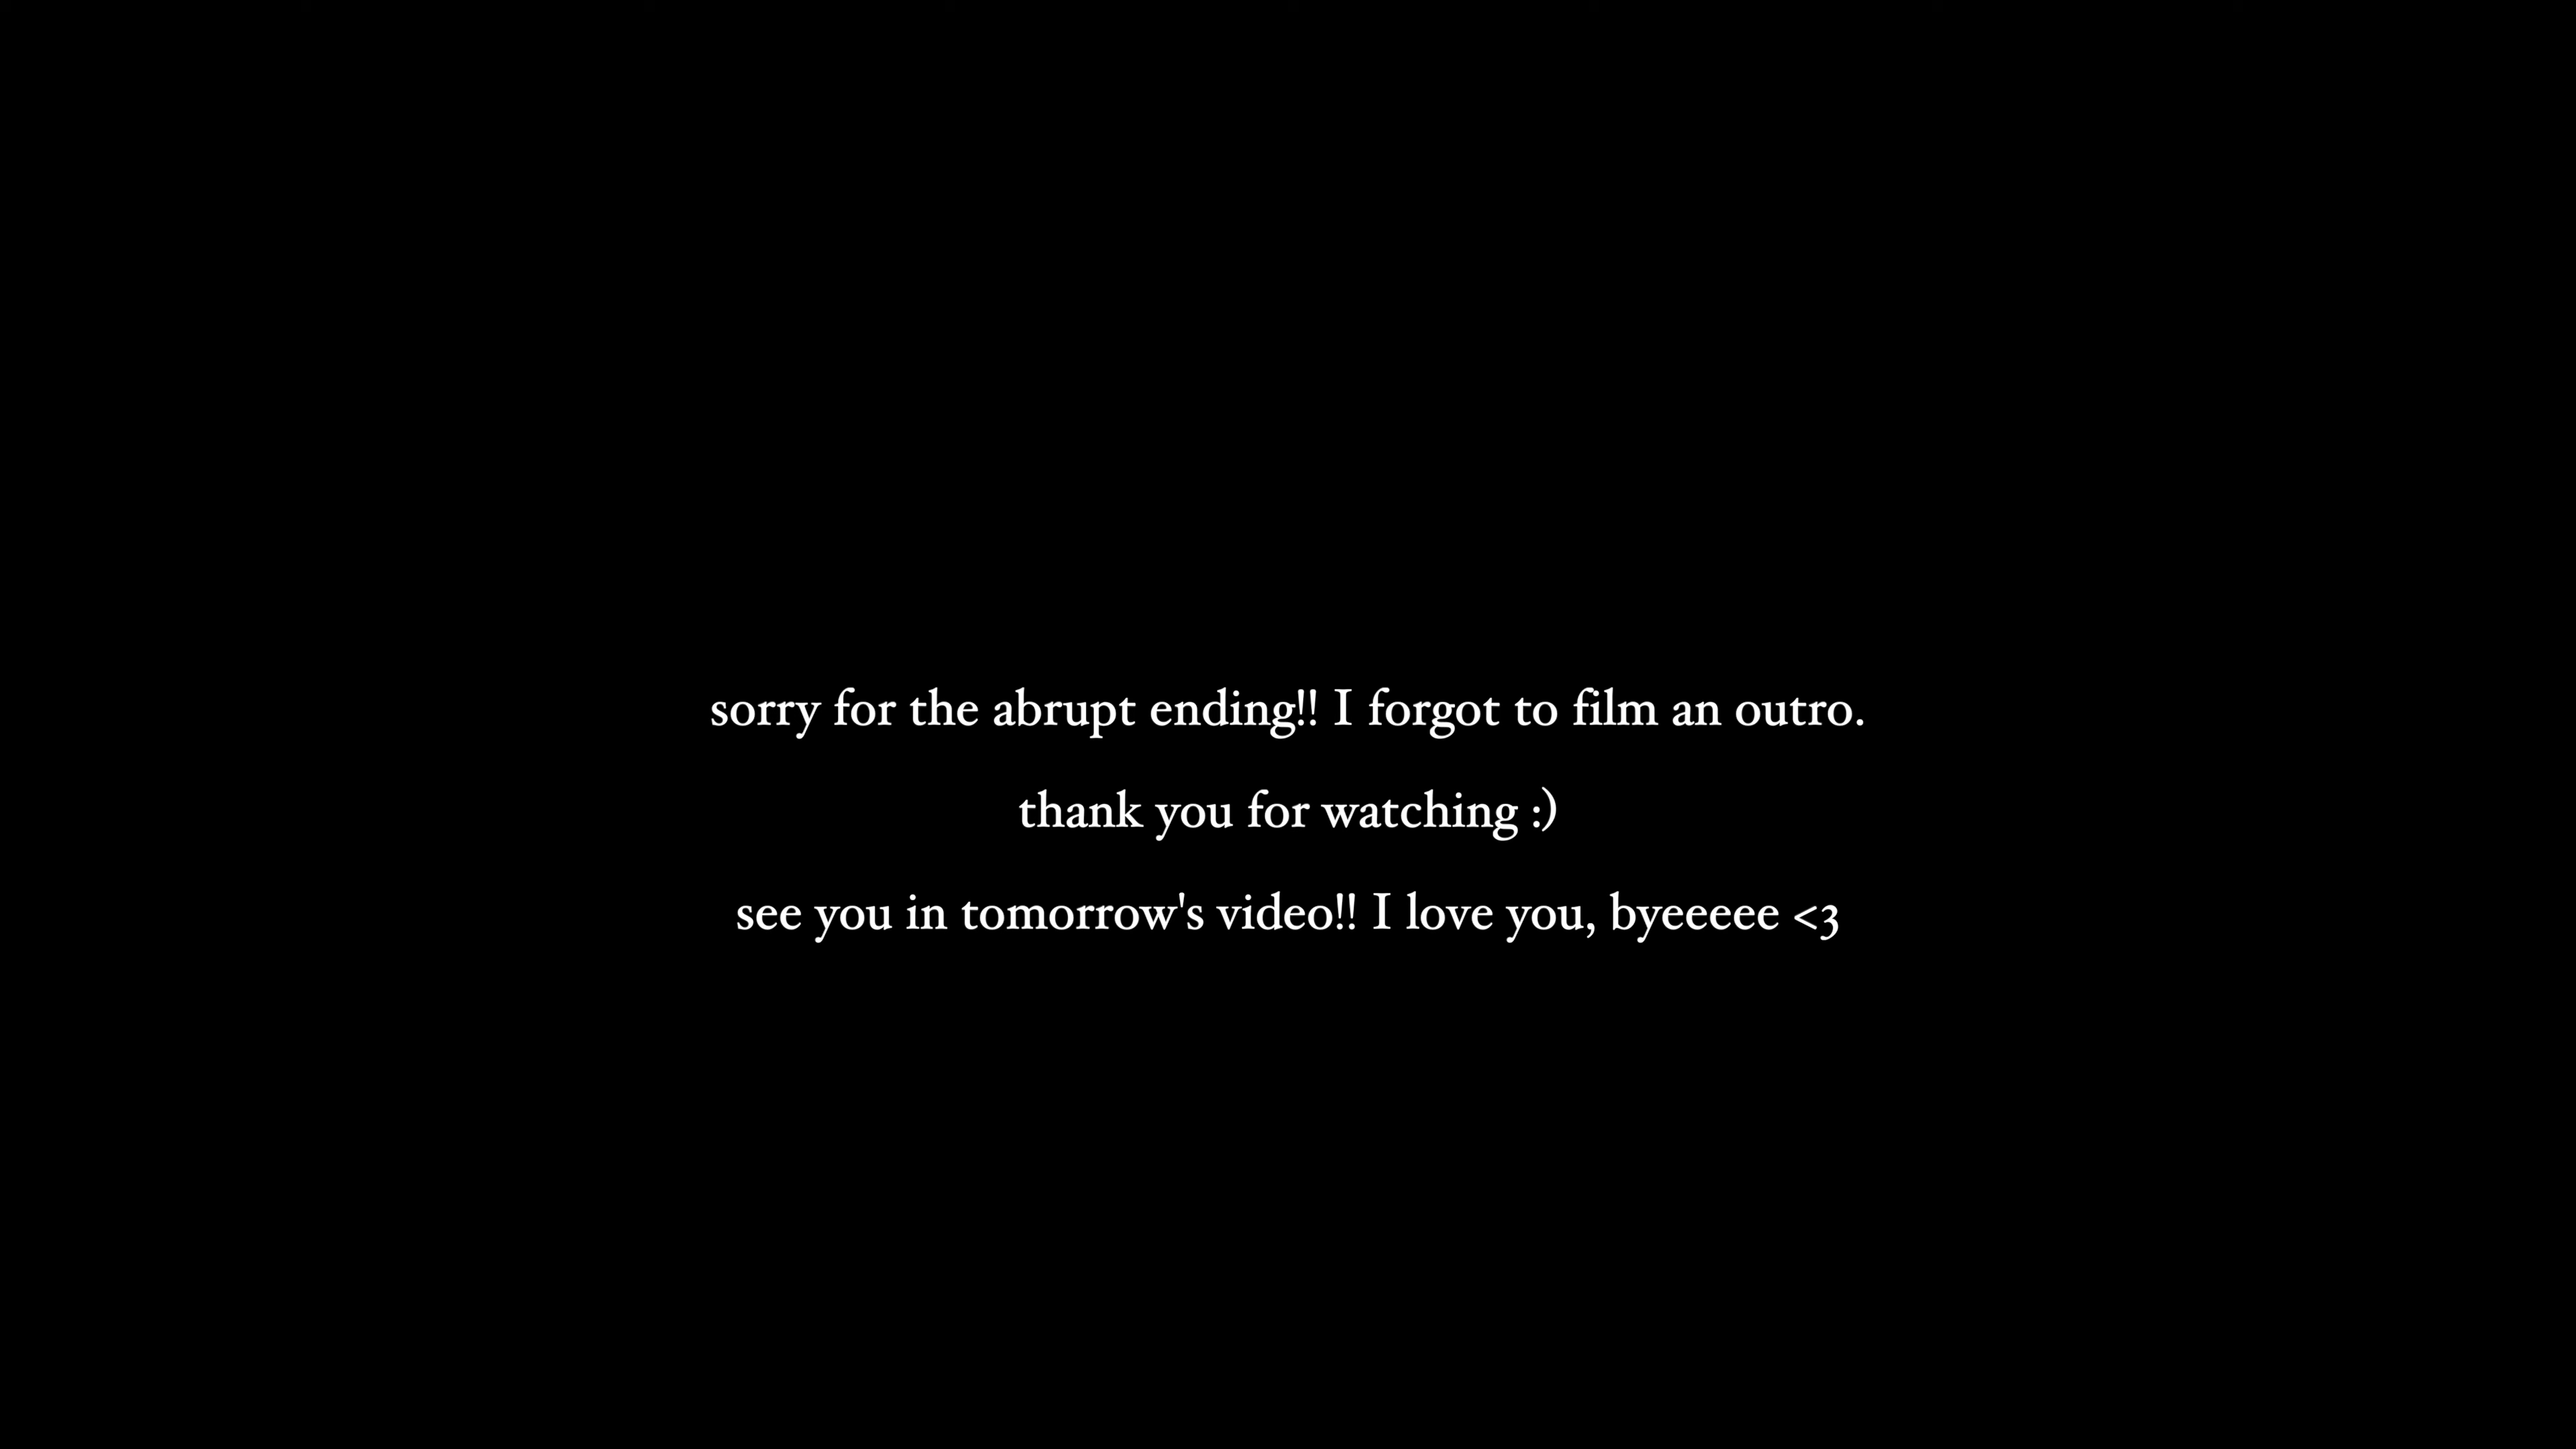 sorry for the abrupt ending!! I forgot to film an outro.
thank you for watching :)
see you in tomorrow's video!! I love you, byeeeee <3